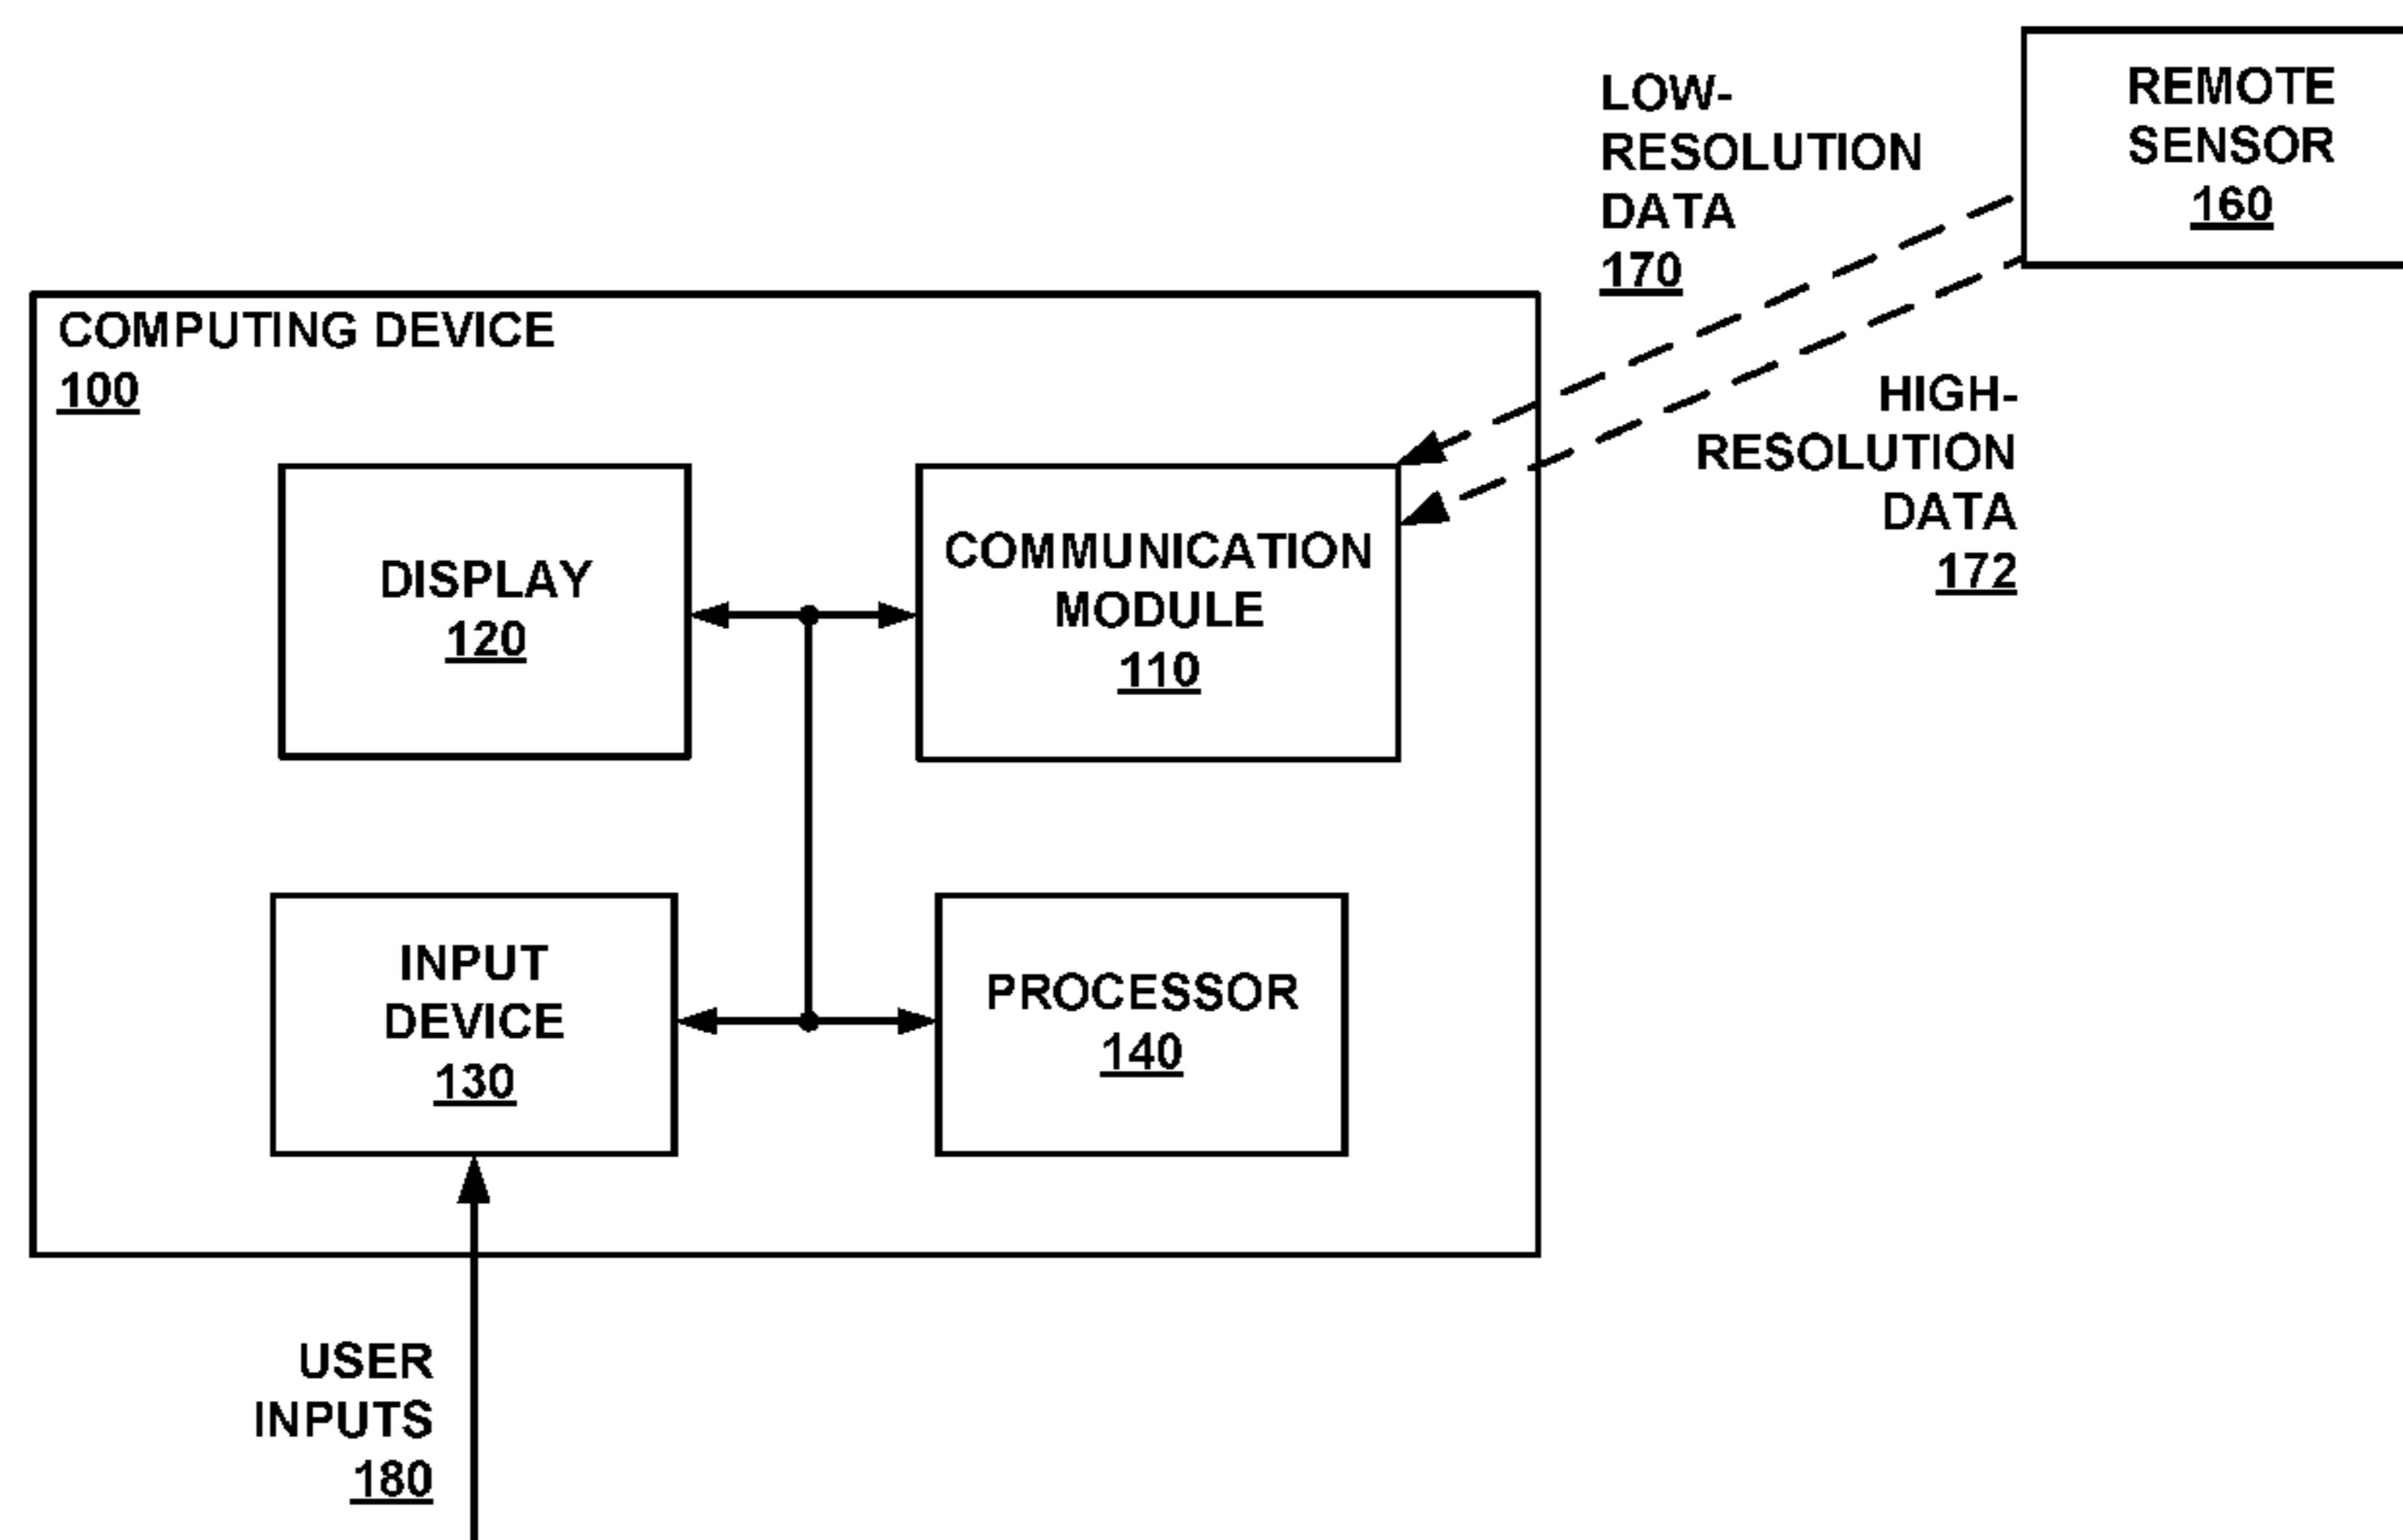 REMOTE
SENSOR
160
LOW-
RESOLUTION
DATA
170
HIGH-
RESOLUTION
DATA
172
COMPUTING DEVICE
100
DISPLAY
120
COMMUNICATION
MODULE
110
INPUT
DEVICE
130
PROCESSOR
140
USER
INPUTS
180